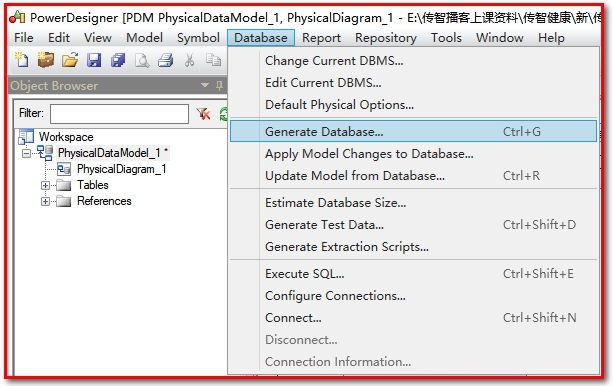 PowerDesigner [PDM PhysicalDataModel_1, PhysicalDiagram_1 - E:\传智播客上课资料\传智健康\新\传
File Edit View Model Symbol Database Report Repository Tools Window Help
Object Browser
Filter:
Workspace
PhysicalDataModel_1 *
PhysicalDiagram_1
Tables
References
Change Current DBMS...
Edit Current DBMS...
Default Physical Options...
Generate Database... Ctrl+G
Apply Model Changes to Database...
Update Model from Database... Ctrl+R
Estimate Database Size...
Generate Test Data... Ctrl+Shift+D
Generate Extraction Scripts...
Execute SQL... Ctrl+Shift+E
Configure Connections...
Connect... Ctrl+Shift+N
Disconnect...
Connection Information...